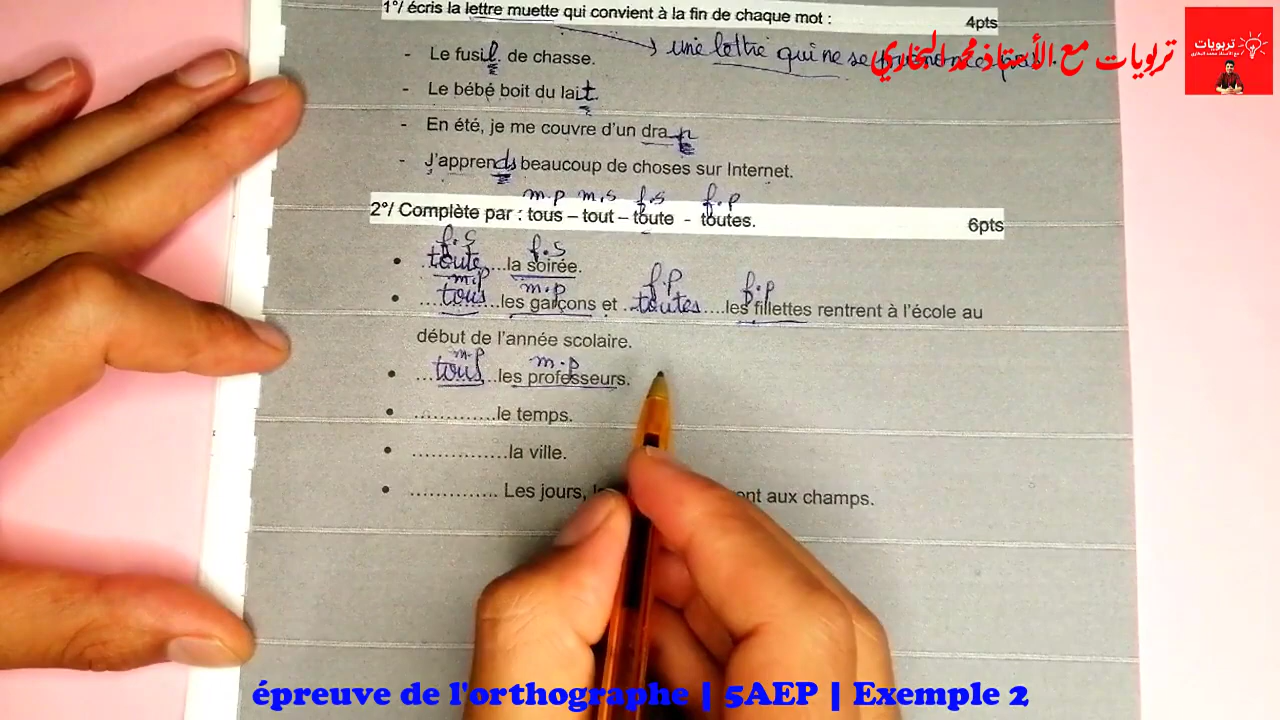 1°/ écris la lettre muette qui convient à la fin de chaque mot : 4pts
une lettre qui ne se
تربويات مع الأستاذ محمد البخاري
تربويات
- Le fusil. de chasse.
- Le bébé boit du lait.
- En été, je me couvre d'un drap
- J'apprends beaucoup de choses sur Internet.
m.p m.s f.s f.p
2°/ Complète par : tous – tout – toute - toutes. 6pts
f.s f.s
• toute...la soirée.
m.p m.p f.p f.p
• ....tous...les garçons et ..toutes....les fillettes rentrent à l'école au
début de l'année scolaire.
m.p m.p
• ...tous..les professeurs.
• .............le temps.
• ...............la ville.
• .............. Les jours, aux champs.
épreuve de l'orthographe | 5AEP | Exemple 2